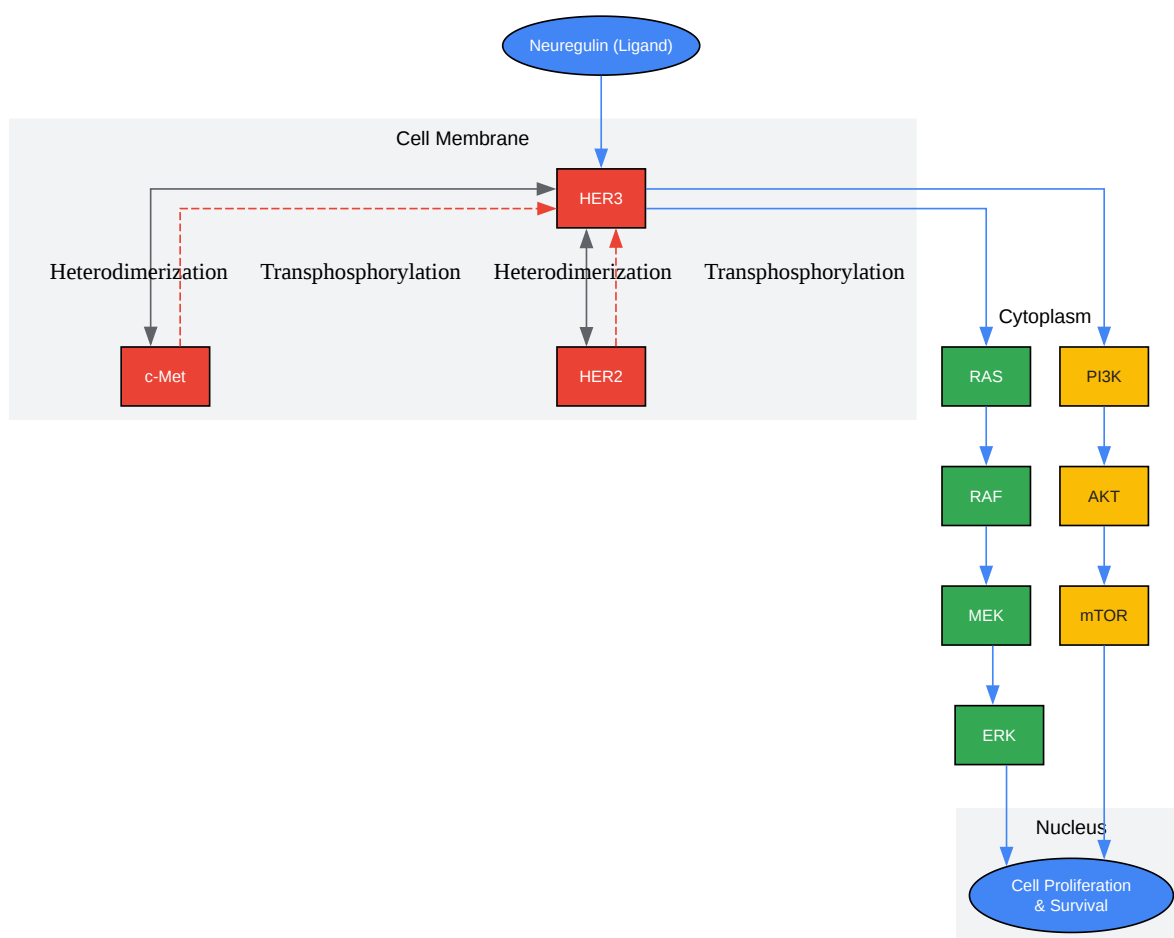 Neuregulin (Ligand)
Cell Membrane
HER3
Heterodimerization
Transphosphorylation
Heterodimerization
Transphosphorylation
Cytoplasm
c-Met
HER2
RAS
PI3K
RAF
AKT
MEK
mTOR
ERK
Nucleus
Cell Proliferation
& Survival